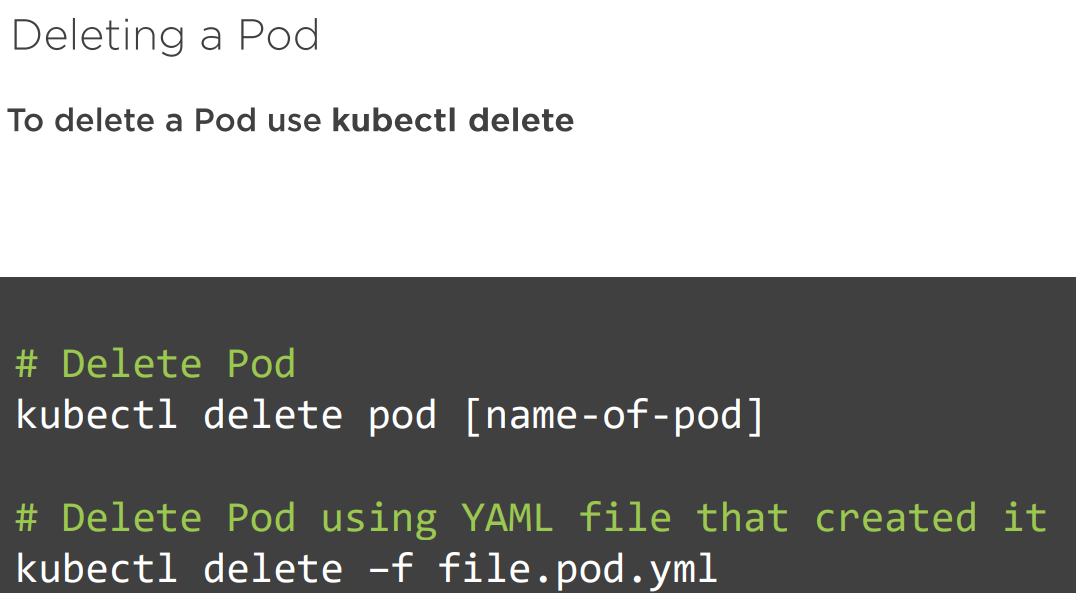 Deleting a Pod
To delete a Pod use kubectl delete
# Delete Pod
kubectl delete pod [name-of-pod]
# Delete Pod using YAML file that created it
kubectl delete –f file.pod.yml